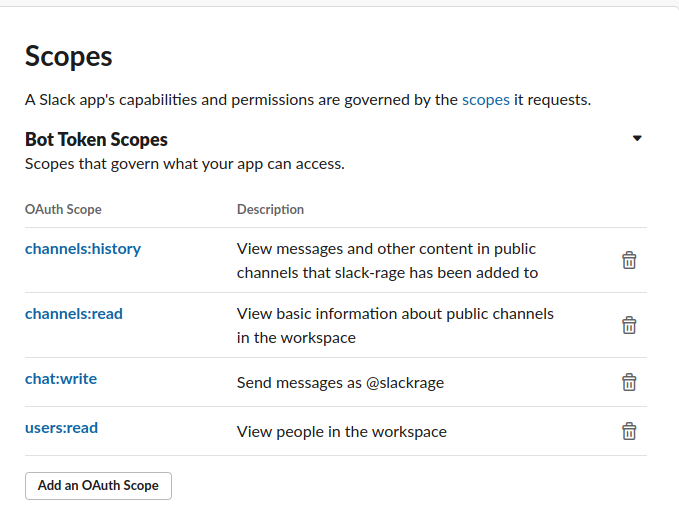 Scopes
A Slack app's capabilities and permissions are governed by the scopes it requests.
Bot Token Scopes
Scopes that govern what your app can access.
OAuth Scope Description
channels:history View messages and other content in public
channels that slack-rage has been added to
channels:read View basic information about public channels
in the workspace
chat:write Send messages as @slackrage
users:read View people in the workspace
Add an OAuth Scope